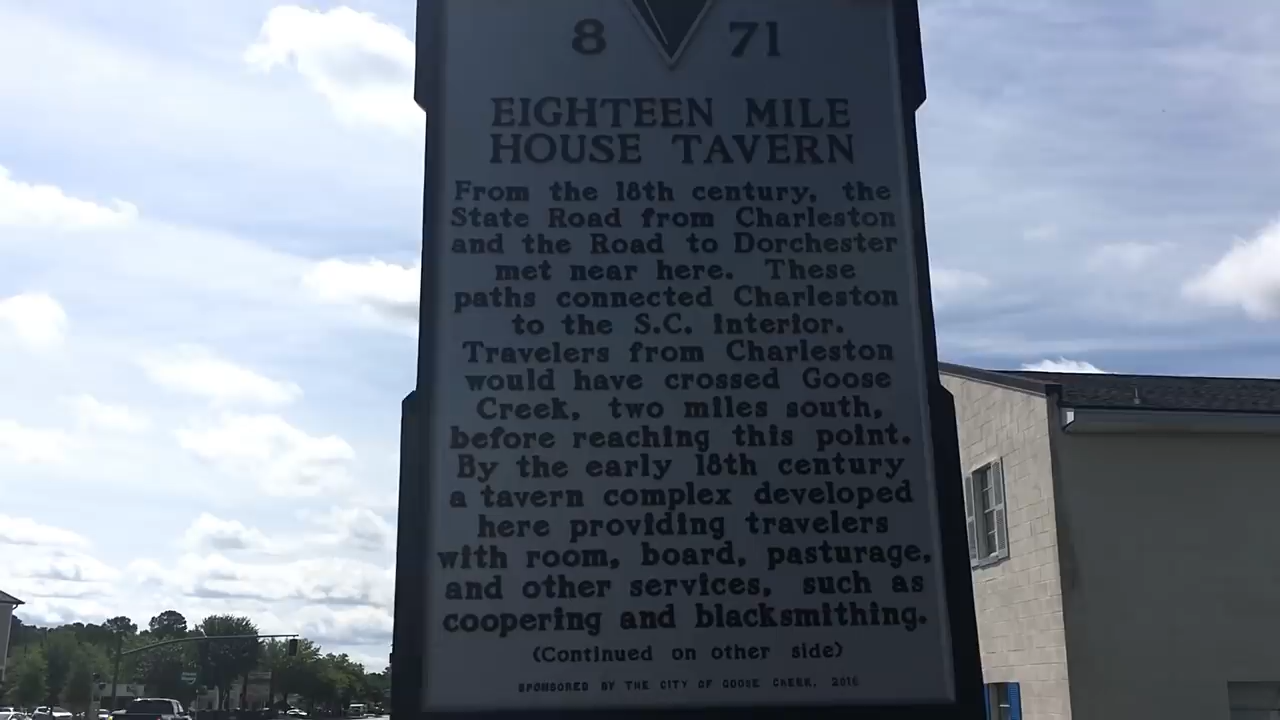 8 71
EIGHTEEN MILE
HOUSE TAVERN
From the 18th century, the
State Road from Charleston
and the Road to Dorchester
met near here. These
paths connected Charleston
to the S.C. interior.
Travelers from Charleston
would have crossed Goose
Creek, two miles south,
before reaching this point.
By the early 18th century
a tavern complex developed
here providing travelers
with room, board, pasturage,
and other services, such as
coopering and blacksmithing.
(Continued on other side)
SPONSORED BY THE CITY OF GOOSE CREEK, 2016